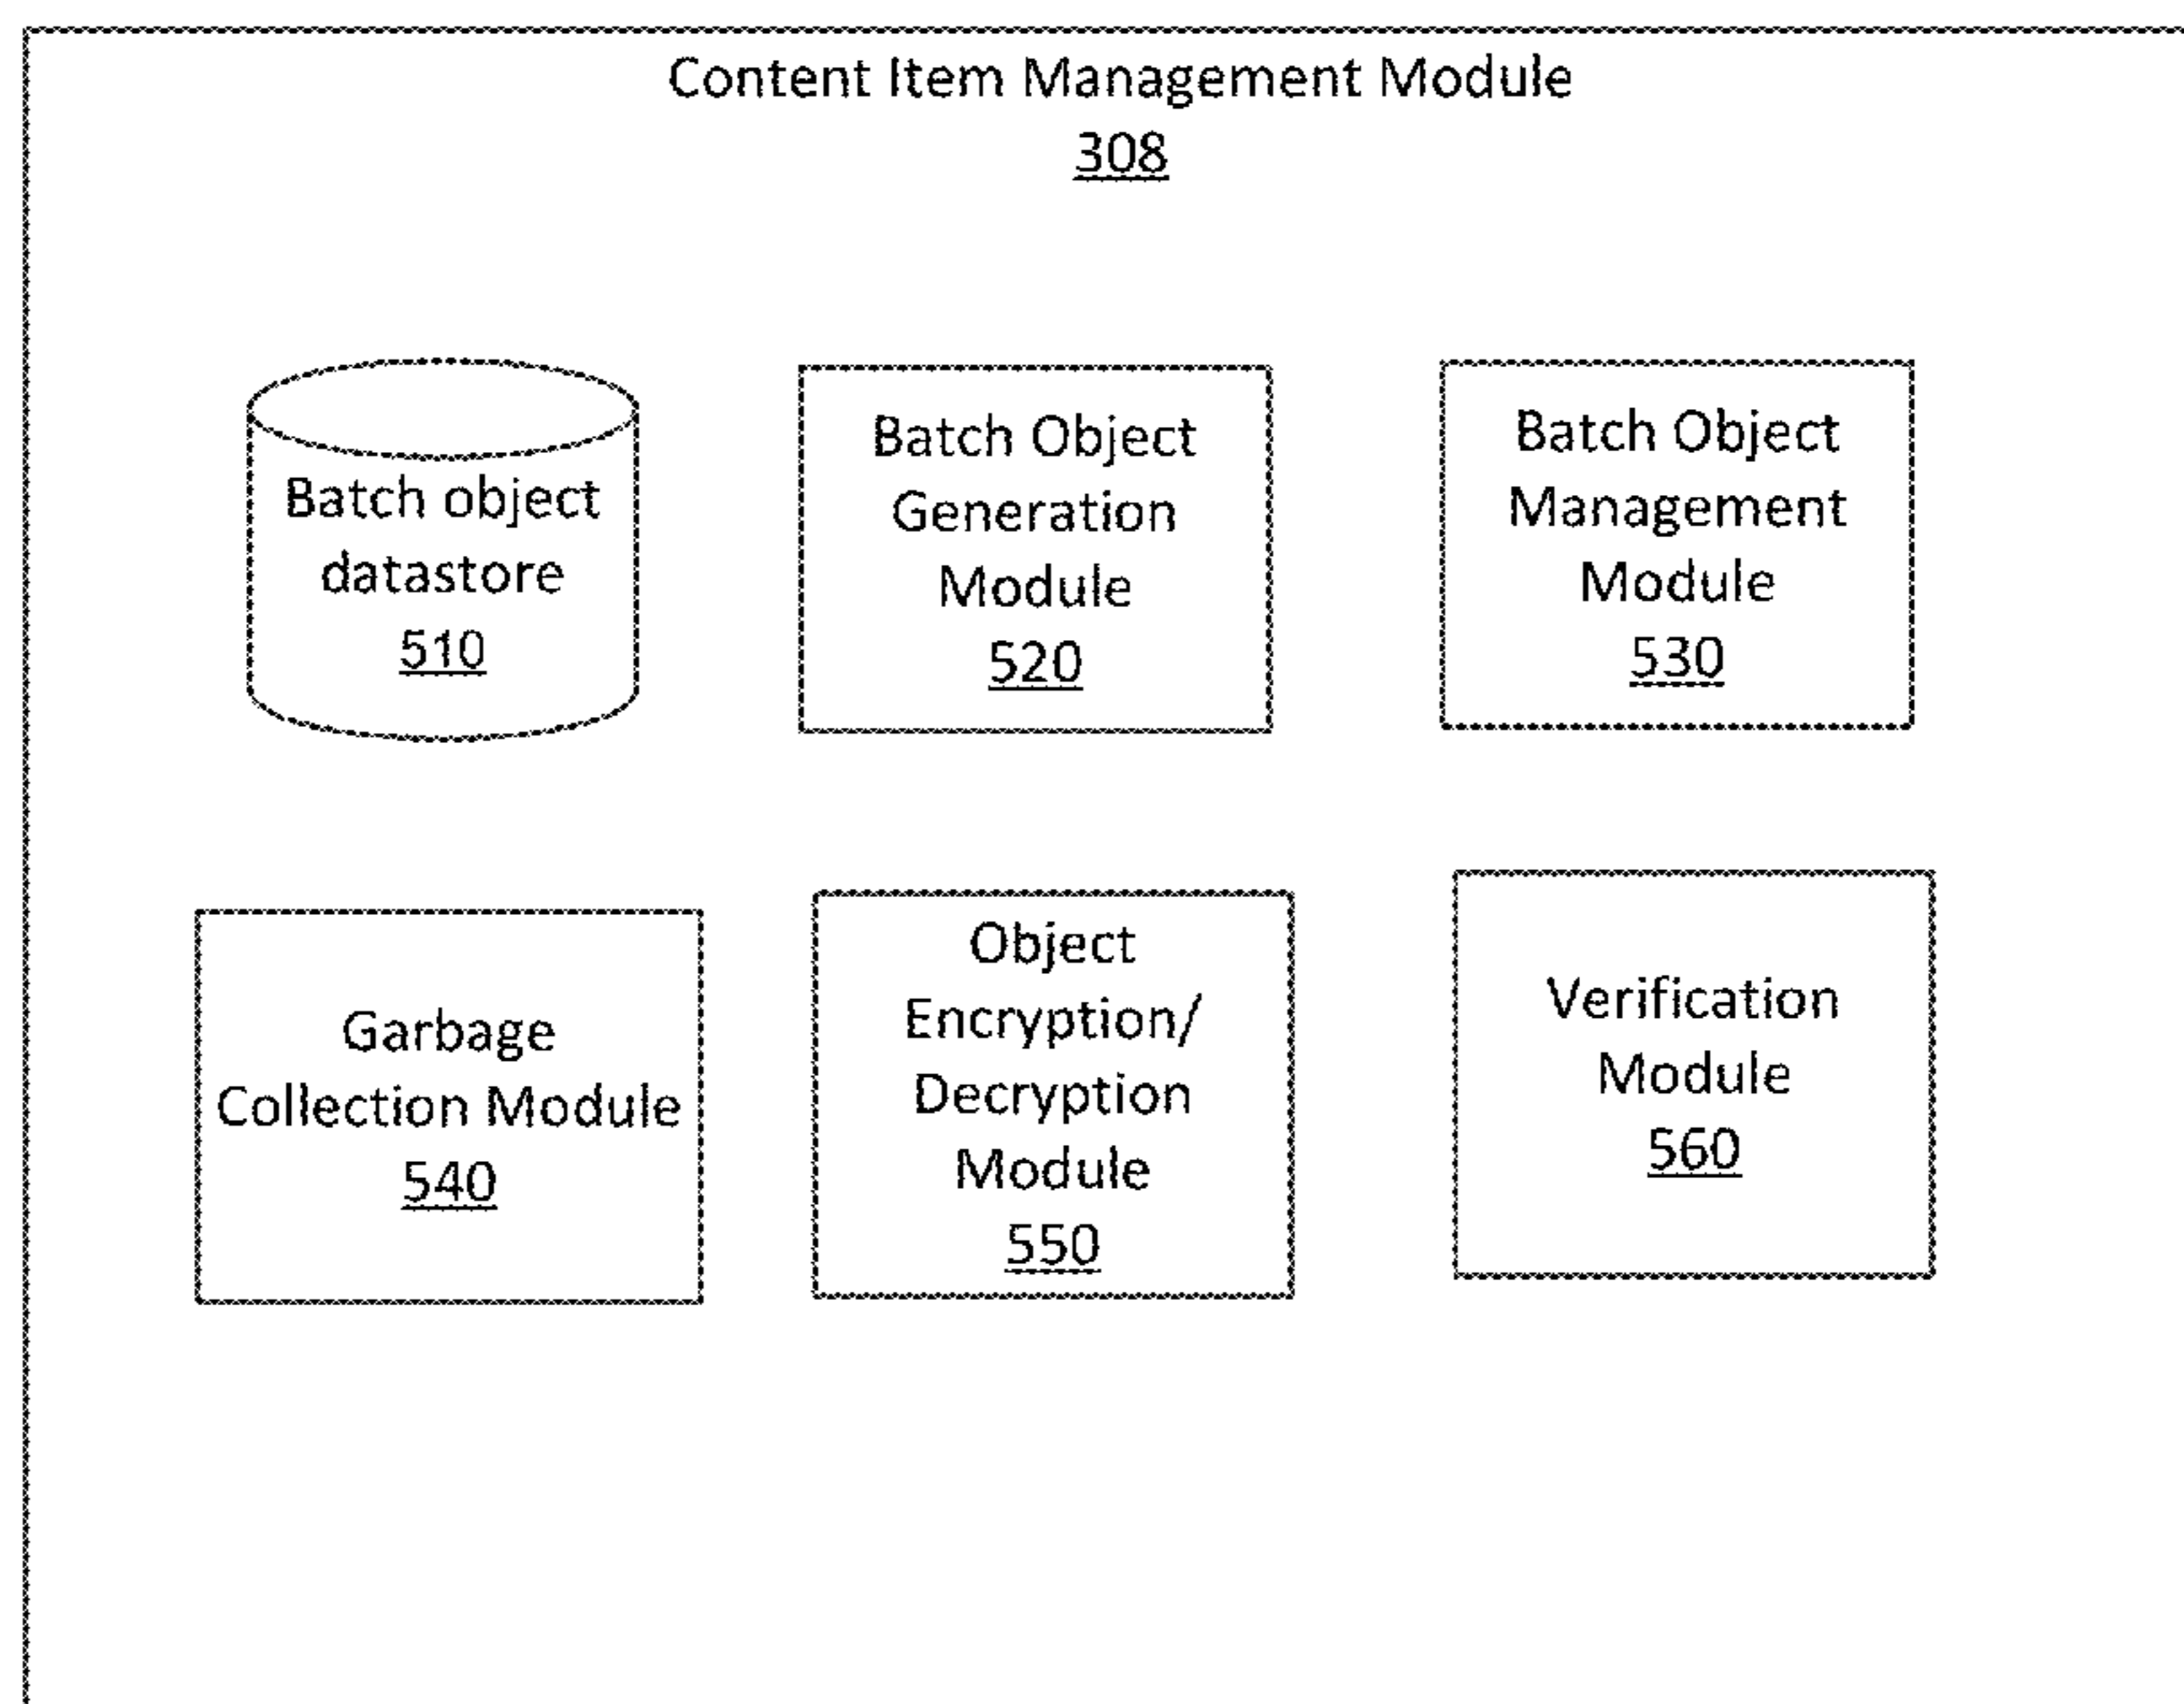 Content Item Management Module
308
Batch object
datastore
510
Batch Object
Generation
Module
520
Batch Object
Management
Module
530
Garbage
Collection Module
540
Object
Encryption/
Decryption
Module
550
Verification
Module
560